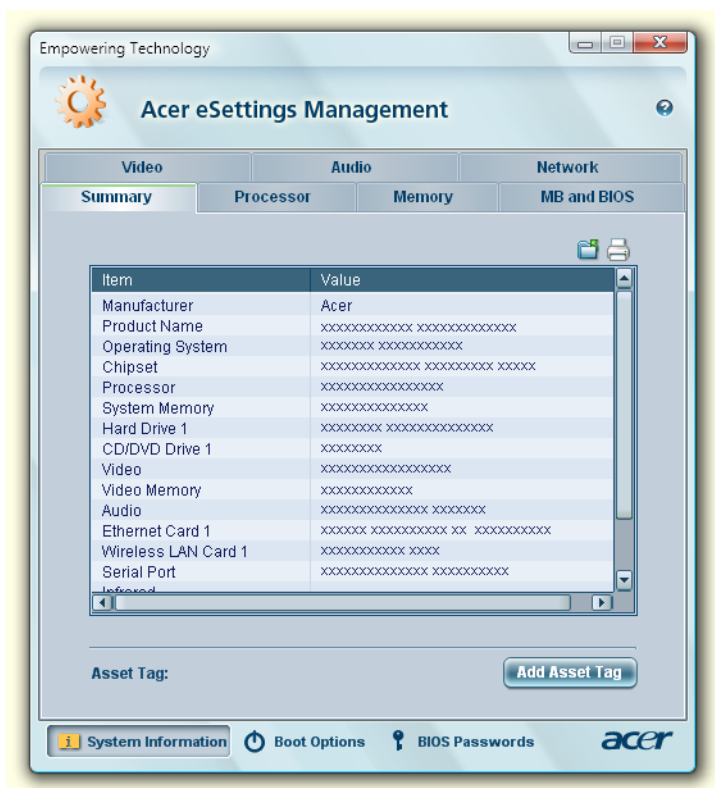 Empowering Technology
Acer eSettings Management
Video Audio Network
Summary Processor Memory MB and BIOS
Item Value
Manufacturer Acer
Product Name xxxxxxxxxxxx xxxxxxxxxxxxx
Operating System xxxxxxx xxxxxxxxxxx
Chipset xxxxxxxxxxxxx xxxxxxxxx xxxxx
Processor xxxxxxxxxxxxxxxx
System Memory xxxxxxxxxxxxxx
Hard Drive 1 xxxxxxxx xxxxxxxxxxxxxx
CD/DVD Drive 1 xxxxxxxx
Video xxxxxxxxxxxxxxxxx
Video Memory xxxxxxxxxxxx
Audio xxxxxxxxxxxxxx xxxxxxx
Ethernet Card 1 xxxxxx xxxxxxxxxx xx xxxxxxxxxx
Wireless LAN Card 1 xxxxxxxxxxx xxxx
Serial Port xxxxxxxxxxxxxx xxxxxxxxxx
Infrared
Asset Tag: Add Asset Tag
System Information Boot Options BIOS Passwords acer